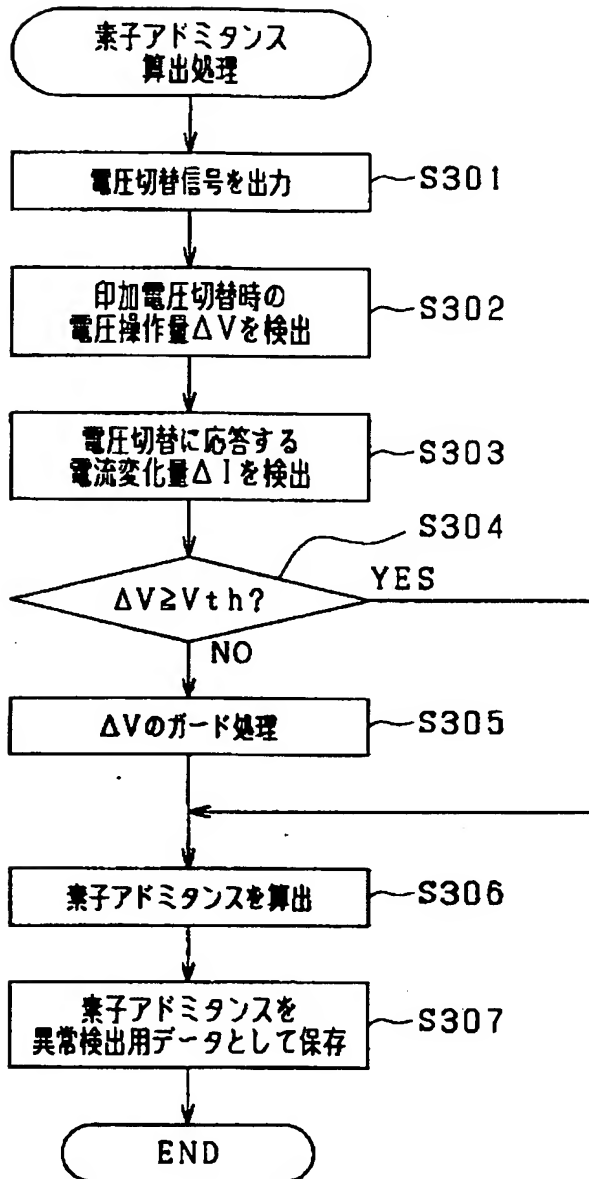 素子アドミタンス
算出処理
電圧切替信号を出力
S301
印加電圧切替時の
電圧操作量ΔVを検出
S302
電圧切替に応答する
電流変化量ΔIを検出
S303
S304
ΔV≧Vth?
YES
NO
ΔVのガード処理
S305
素子アドミタンスを算出
S306
素子アドミタンスを
異常検出用データとして保存
S307
END